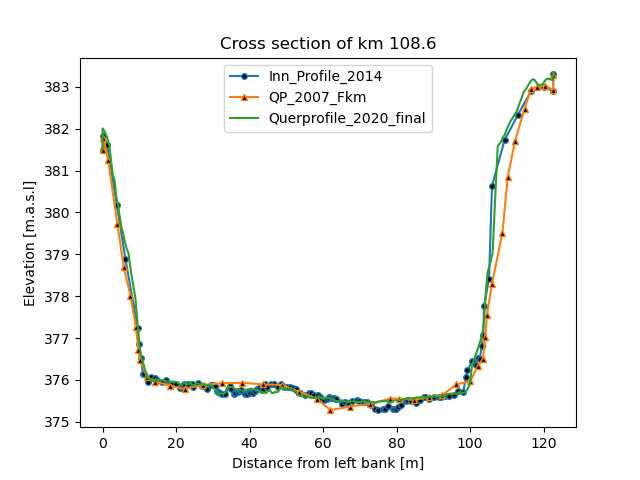 Cross section of km 108.6
Inn_Profile_2014
QP_2007_Fkm
Querprofile_2020_final
Elevation [m.a.s.l]
383
382
381
380
379
378
377
376
375
0 20 40 60 80 100 120
Distance from left bank [m]